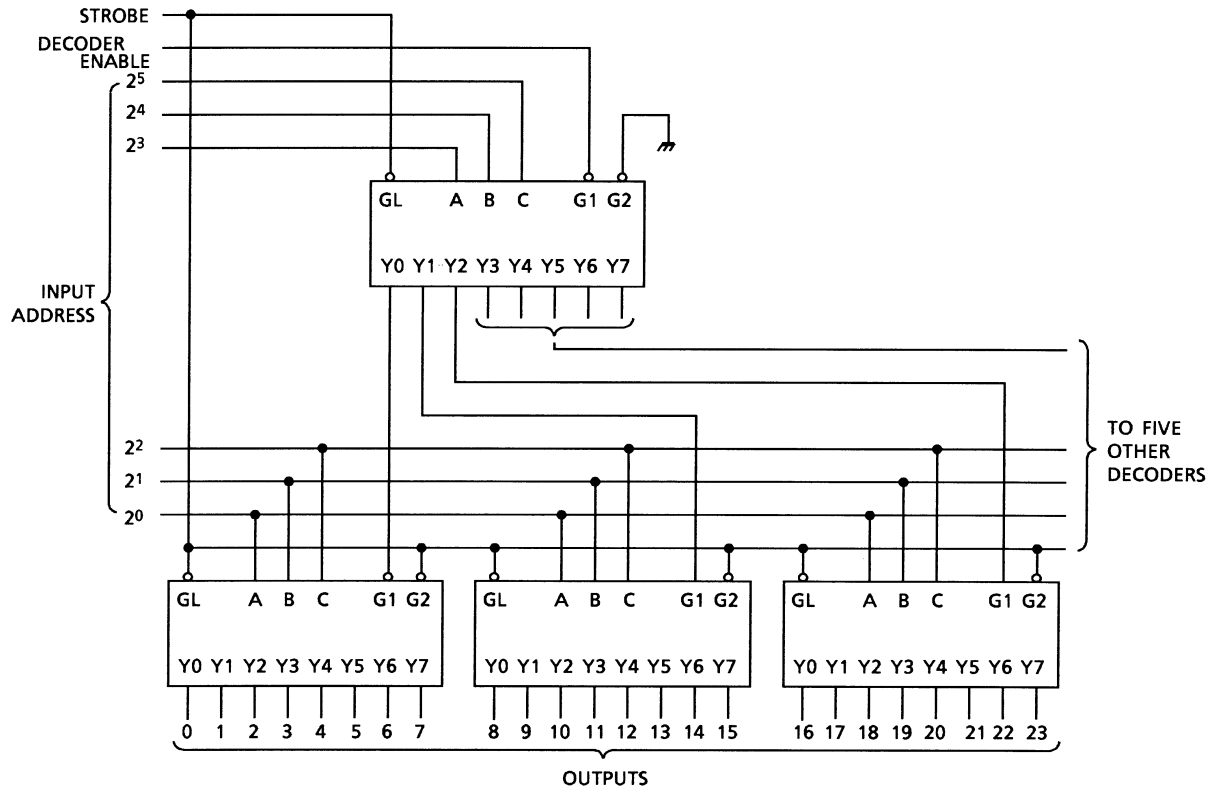 STROBE
DECODER
ENABLE
2⁵
2⁴
2³
GL A B C G1 G2
Y0 Y1 Y2 Y3 Y4 Y5 Y6 Y7
INPUT
ADDRESS
TO FIVE
OTHER
DECODERS
2²
2¹
2⁰
GL A B C G1 G2 GL A B C G1 G2 GL A B C G1 G2
Y0 Y1 Y2 Y3 Y4 Y5 Y6 Y7 Y0 Y1 Y2 Y3 Y4 Y5 Y6 Y7 Y0 Y1 Y2 Y3 Y4 Y5 Y6 Y7
0 1 2 3 4 5 6 7 8 9 10 11 12 13 14 15 16 17 18 19 20 21 22 23
OUTPUTS